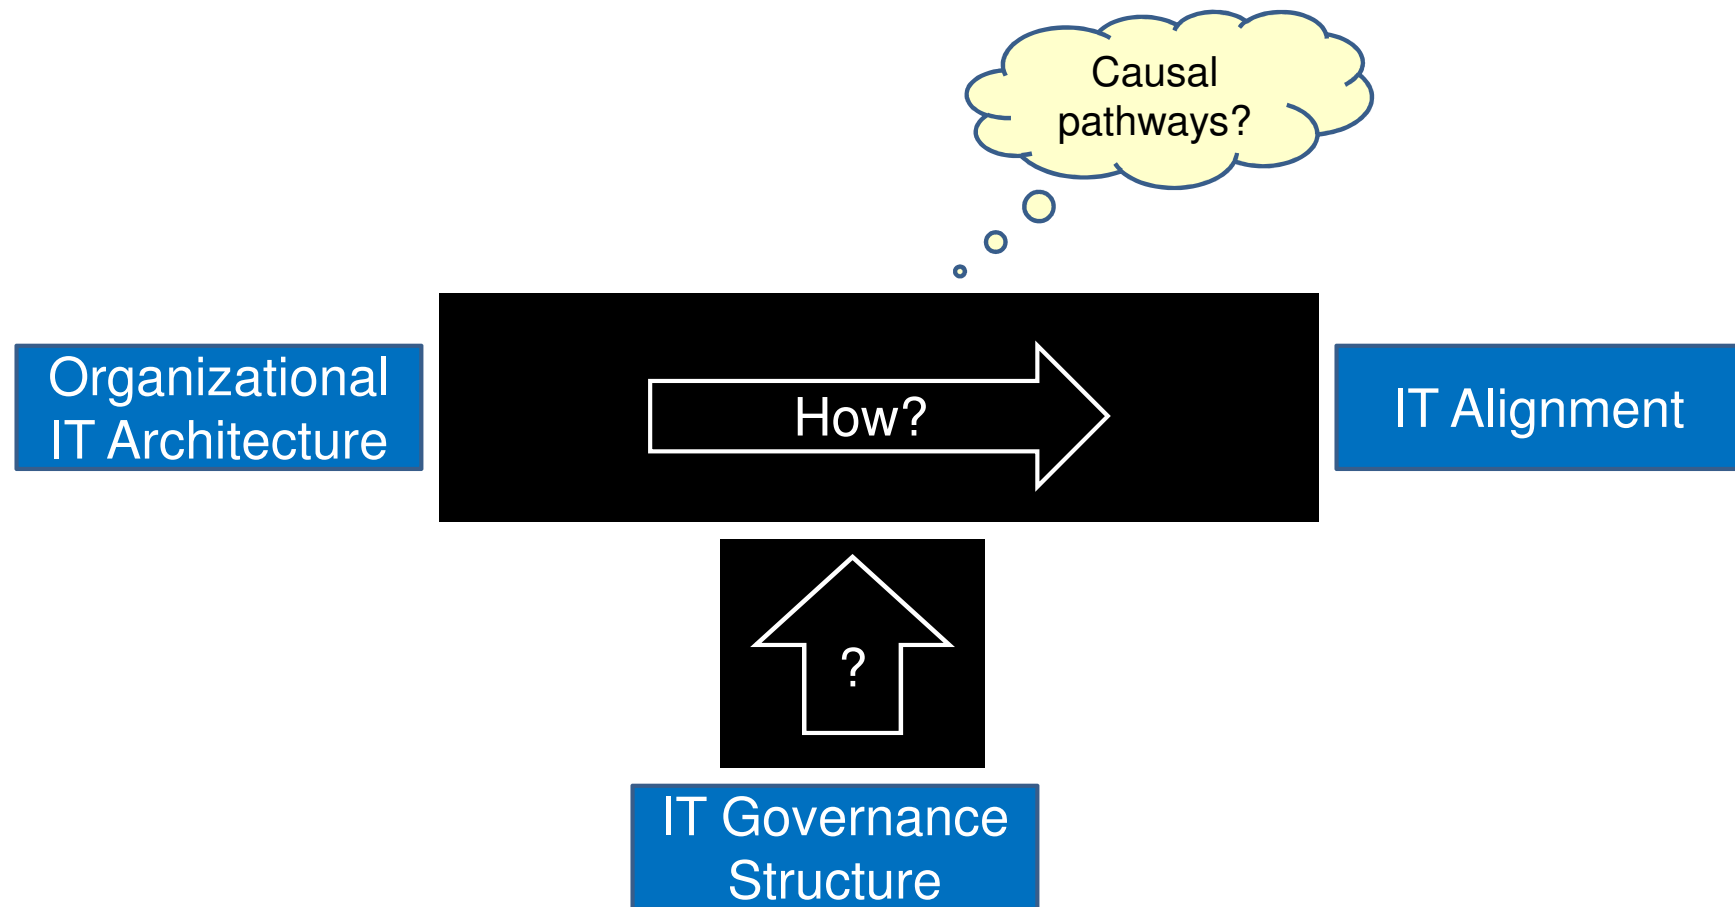 Causal
pathways?
Organizational
IT Architecture
How?
IT Alignment
?
IT Governance
Structure